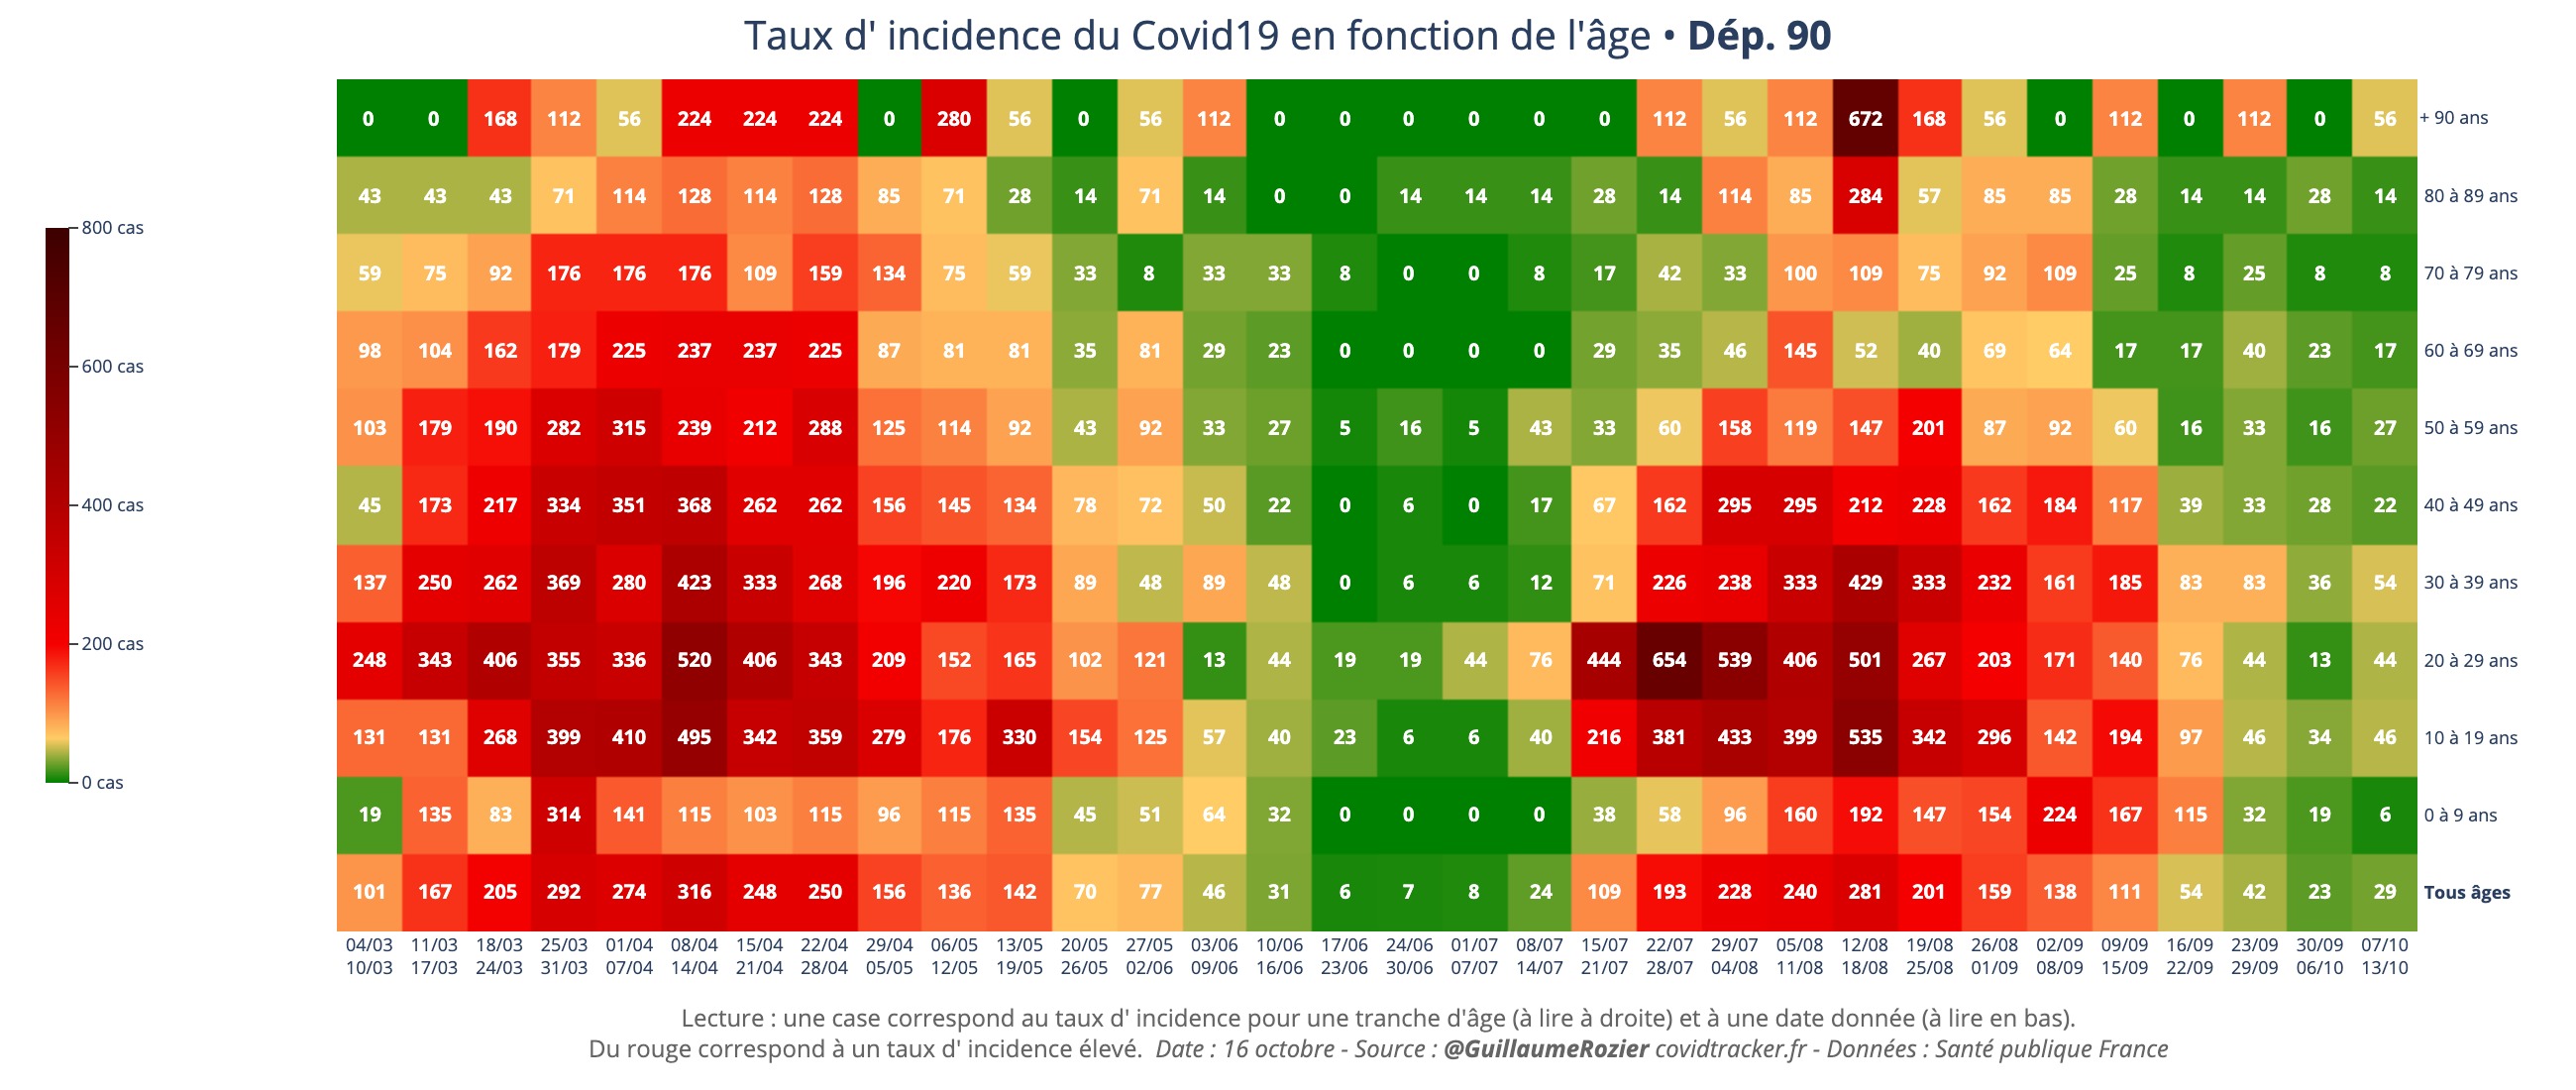 Taux d' incidence du Covid19 en fonction de l'âge • Dép. 90
0 0 168 112 56 224 224 224 0 280 56 0 56 112 0 0 0 0 0 0 112 56 112 672 168 56 0 112 0 112 0 56 + 90 ans
43 43 43 71 114 128 114 128 85 71 28 14 71 14 0 0 14 14 14 28 14 114 85 284 57 85 85 28 14 14 28 14 80 à 89 ans
59 75 92 176 176 176 109 159 134 75 59 33 8 33 33 8 0 0 8 17 42 33 100 109 75 92 109 25 8 25 8 8 70 à 79 ans
98 104 162 179 225 237 237 225 87 81 81 35 81 29 23 0 0 0 0 29 35 46 145 52 40 69 64 17 17 40 23 17 60 à 69 ans
103 179 190 282 315 239 212 288 125 114 92 43 92 33 27 5 16 5 43 33 60 158 119 147 201 87 92 60 16 33 16 27 50 à 59 ans
45 173 217 334 351 368 262 262 156 145 134 78 72 50 22 0 6 0 17 67 162 295 295 212 228 162 184 117 39 33 28 22 40 à 49 ans
137 250 262 369 280 423 333 268 196 220 173 89 48 89 48 0 6 6 12 71 226 238 333 429 333 232 161 185 83 83 36 54 30 à 39 ans
248 343 406 355 336 520 406 343 209 152 165 102 121 13 44 19 19 44 76 444 654 539 406 501 267 203 171 140 76 44 13 44 20 à 29 ans
131 131 268 399 410 495 342 359 279 176 330 154 125 57 40 23 6 6 40 216 381 433 399 535 342 296 142 194 97 46 34 46 10 à 19 ans
19 135 83 314 141 115 103 115 96 115 135 45 51 64 32 0 0 0 0 38 58 96 160 192 147 154 224 167 115 32 19 6 0 à 9 ans
101 167 205 292 274 316 248 250 156 136 142 70 77 46 31 6 7 8 24 109 193 228 240 281 201 159 138 111 54 42 23 29 Tous âges
04/03 11/03 18/03 25/03 01/04 08/04 15/04 22/04 29/04 06/05 13/05 20/05 27/05 03/06 10/06 17/06 24/06 01/07 08/07 15/07 22/07 29/07 05/08 12/08 19/08 26/08 02/09 09/09 16/09 23/09 30/09 07/10
10/03 17/03 24/03 31/03 07/04 14/04 21/04 28/04 05/05 12/05 19/05 26/05 02/06 09/06 16/06 23/06 30/06 07/07 14/07 21/07 28/07 04/08 11/08 18/08 25/08 01/09 08/09 15/09 22/09 29/09 06/10 13/10
800 cas
600 cas
400 cas
200 cas
0 cas
Lecture : une case correspond au taux d' incidence pour une tranche d'âge (à lire à droite) et à une date donnée (à lire en bas).
Du rouge correspond à un taux d' incidence élevé. Date : 16 octobre - Source : @GuillaumeRozier covidtracker.fr - Données : Santé publique France